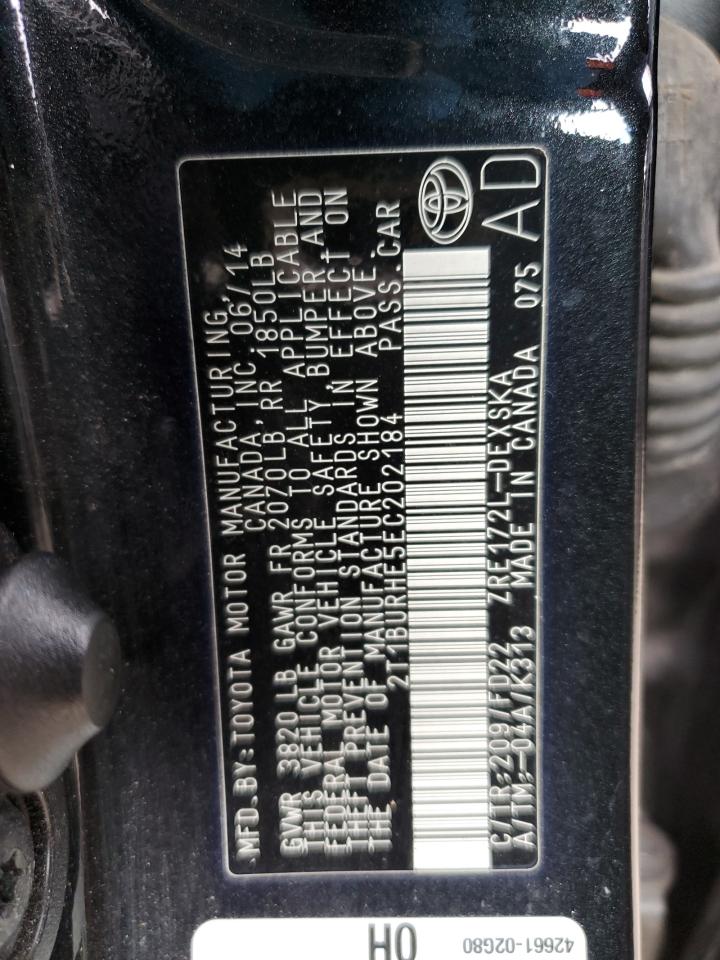 MFD.BY:TOYOTA MOTOR MANUFACTURING,
CANADA, INC. 06/14
GVWR 3820LB GAWR FR 2070LB RR 1850LB
THIS VEHICLE CONFORMS TO ALL APPLICABLE
FEDERAL MOTOR VEHICLE SAFETY, BUMPER AND
THEFT PREVENTION STANDARDS IN EFFECT ON
THE DATE OF MANUFACTURE SHOWN ABOVE.
2T1BURHE5EC202184 PASS.CAR
C/TR:209/FD22 ZRE172L-DEXSKA
A/TM:-04A/K313 MADE IN CANADA 075
AD
OH
42661-02G80